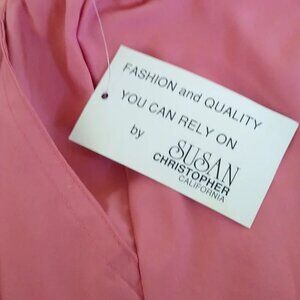 FASHION and QUALITY
YOU CAN RELY ON
by SUSAN
CHRISTOPHER
CALIFORNIA